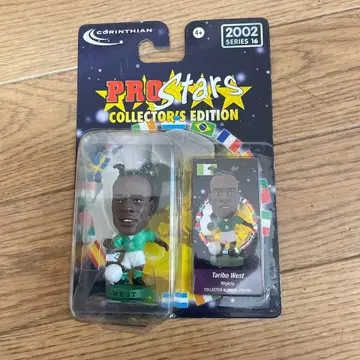 CORINTHIAN
4+
2002
SERIES 16
PRO Stars
COLLECTOR'S EDITION
Taribo West
Nigeria
WEST